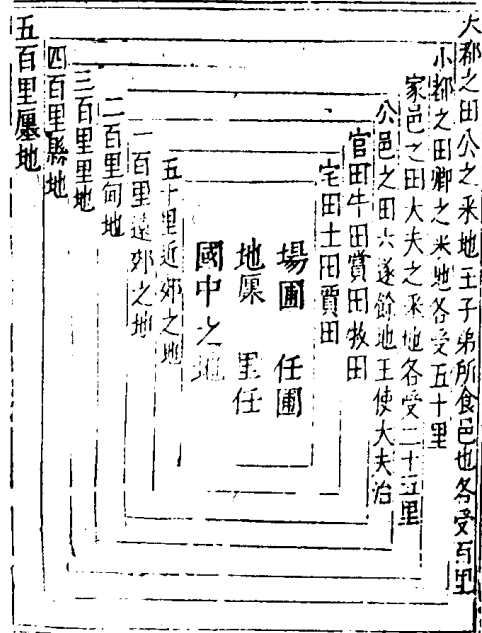 大都之田公之采地王子弟所食邑也各受百里
小都之田卿之采地各受五十里
家邑之田大夫之采地各受二十五里
公邑之田六遂餘地王使大夫治
官田牛田賞田牧田
宅田土田賈田
場圃 任圃
地廛 里任
國中之地
五十里近郊之地
一百里遠郊之地
二百里甸地
三百里里地
四百里縣地
五百里廛地